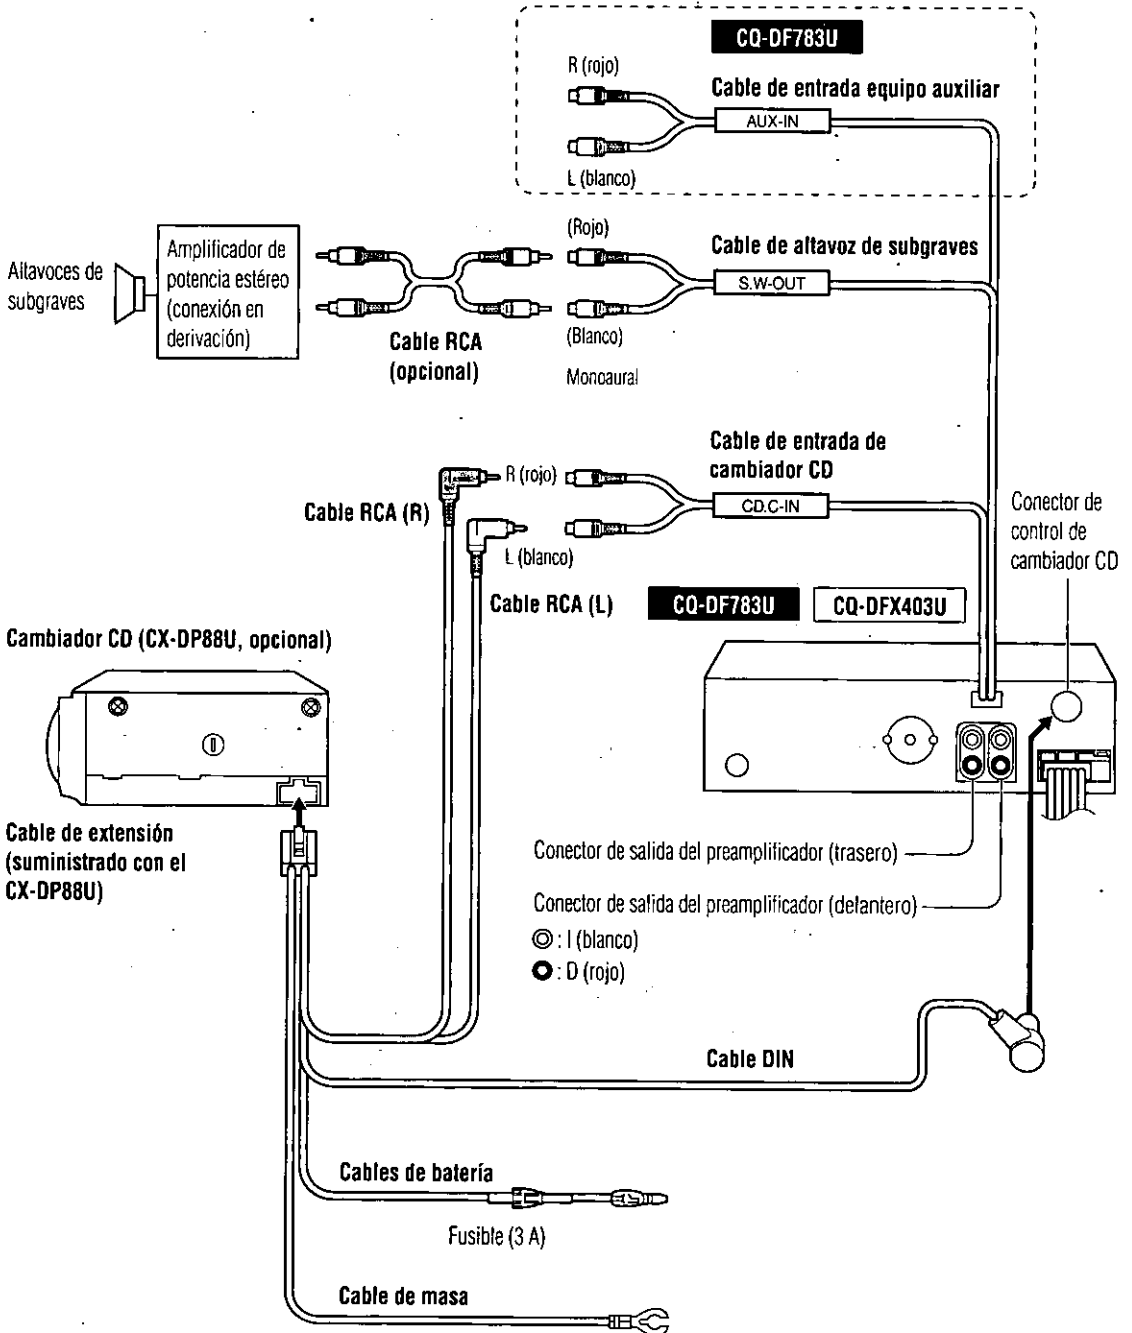 CQ-DF783U
R (rojo)
Cable de entrada equipo auxiliar
AUX-IN
L (blanco)
(Rojo)
Cable de altavoz de subgraves
S.W-OUT
(Blanco)
Monoaural
Altavoces de
subgraves
Amplificador de
potencia estéreo
(conexión en
derivación)
Cable RCA
(opcional)
Cable de entrada de
cambiador CD
R (rojo)
CD.C-IN
Cable RCA (R)
L (blanco)
Cable RCA (L)
Conector de
control de
cambiador CD
CQ-DF783U
CQ-DFX403U
Cambiador CD (CX-DP88U, opcional)
Cable de extensión
(suministrado con el
CX-DP88U)
Conector de salida del preamplificador (trasero)
Conector de salida del preamplificador (delantero)
: I (blanco)
: D (rojo)
Cable DIN
Cables de batería
Fusible (3 A)
Cable de masa